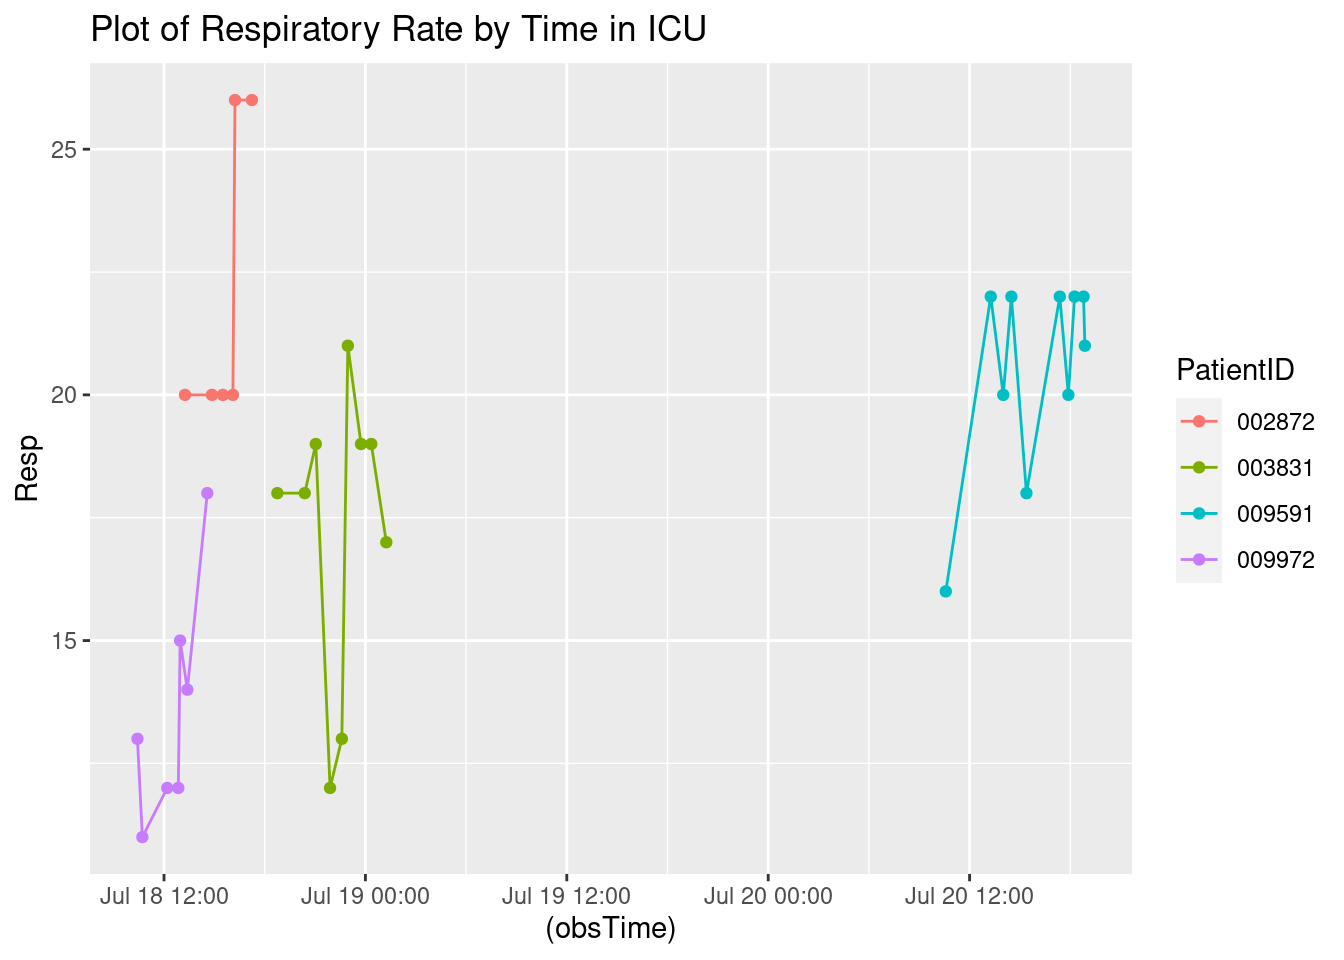 Plot of Respiratory Rate by Time in ICU
25
20
15
Resp
Jul 18 12:00
Jul 19 00:00
Jul 19 12:00
Jul 20 00:00
Jul 20 12:00
(obsTime)
PatientID
002872
003831
009591
009972